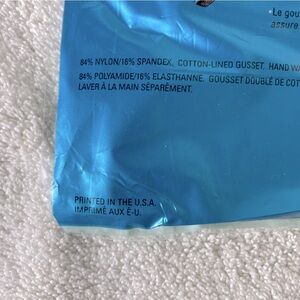 •Le gou
assure
84% NYLON/16% SPANDEX, COTTON-LINED GUSSET. HAND W
84% POLYAMIDE/16% ELASTHANNE. GOUSSET DOUBLÉ DE COT
LAVER À LA MAIN SÉPARÉMENT.
PRINTED IN THE U.S.A.
IMPRIMÉ AUX É-U.